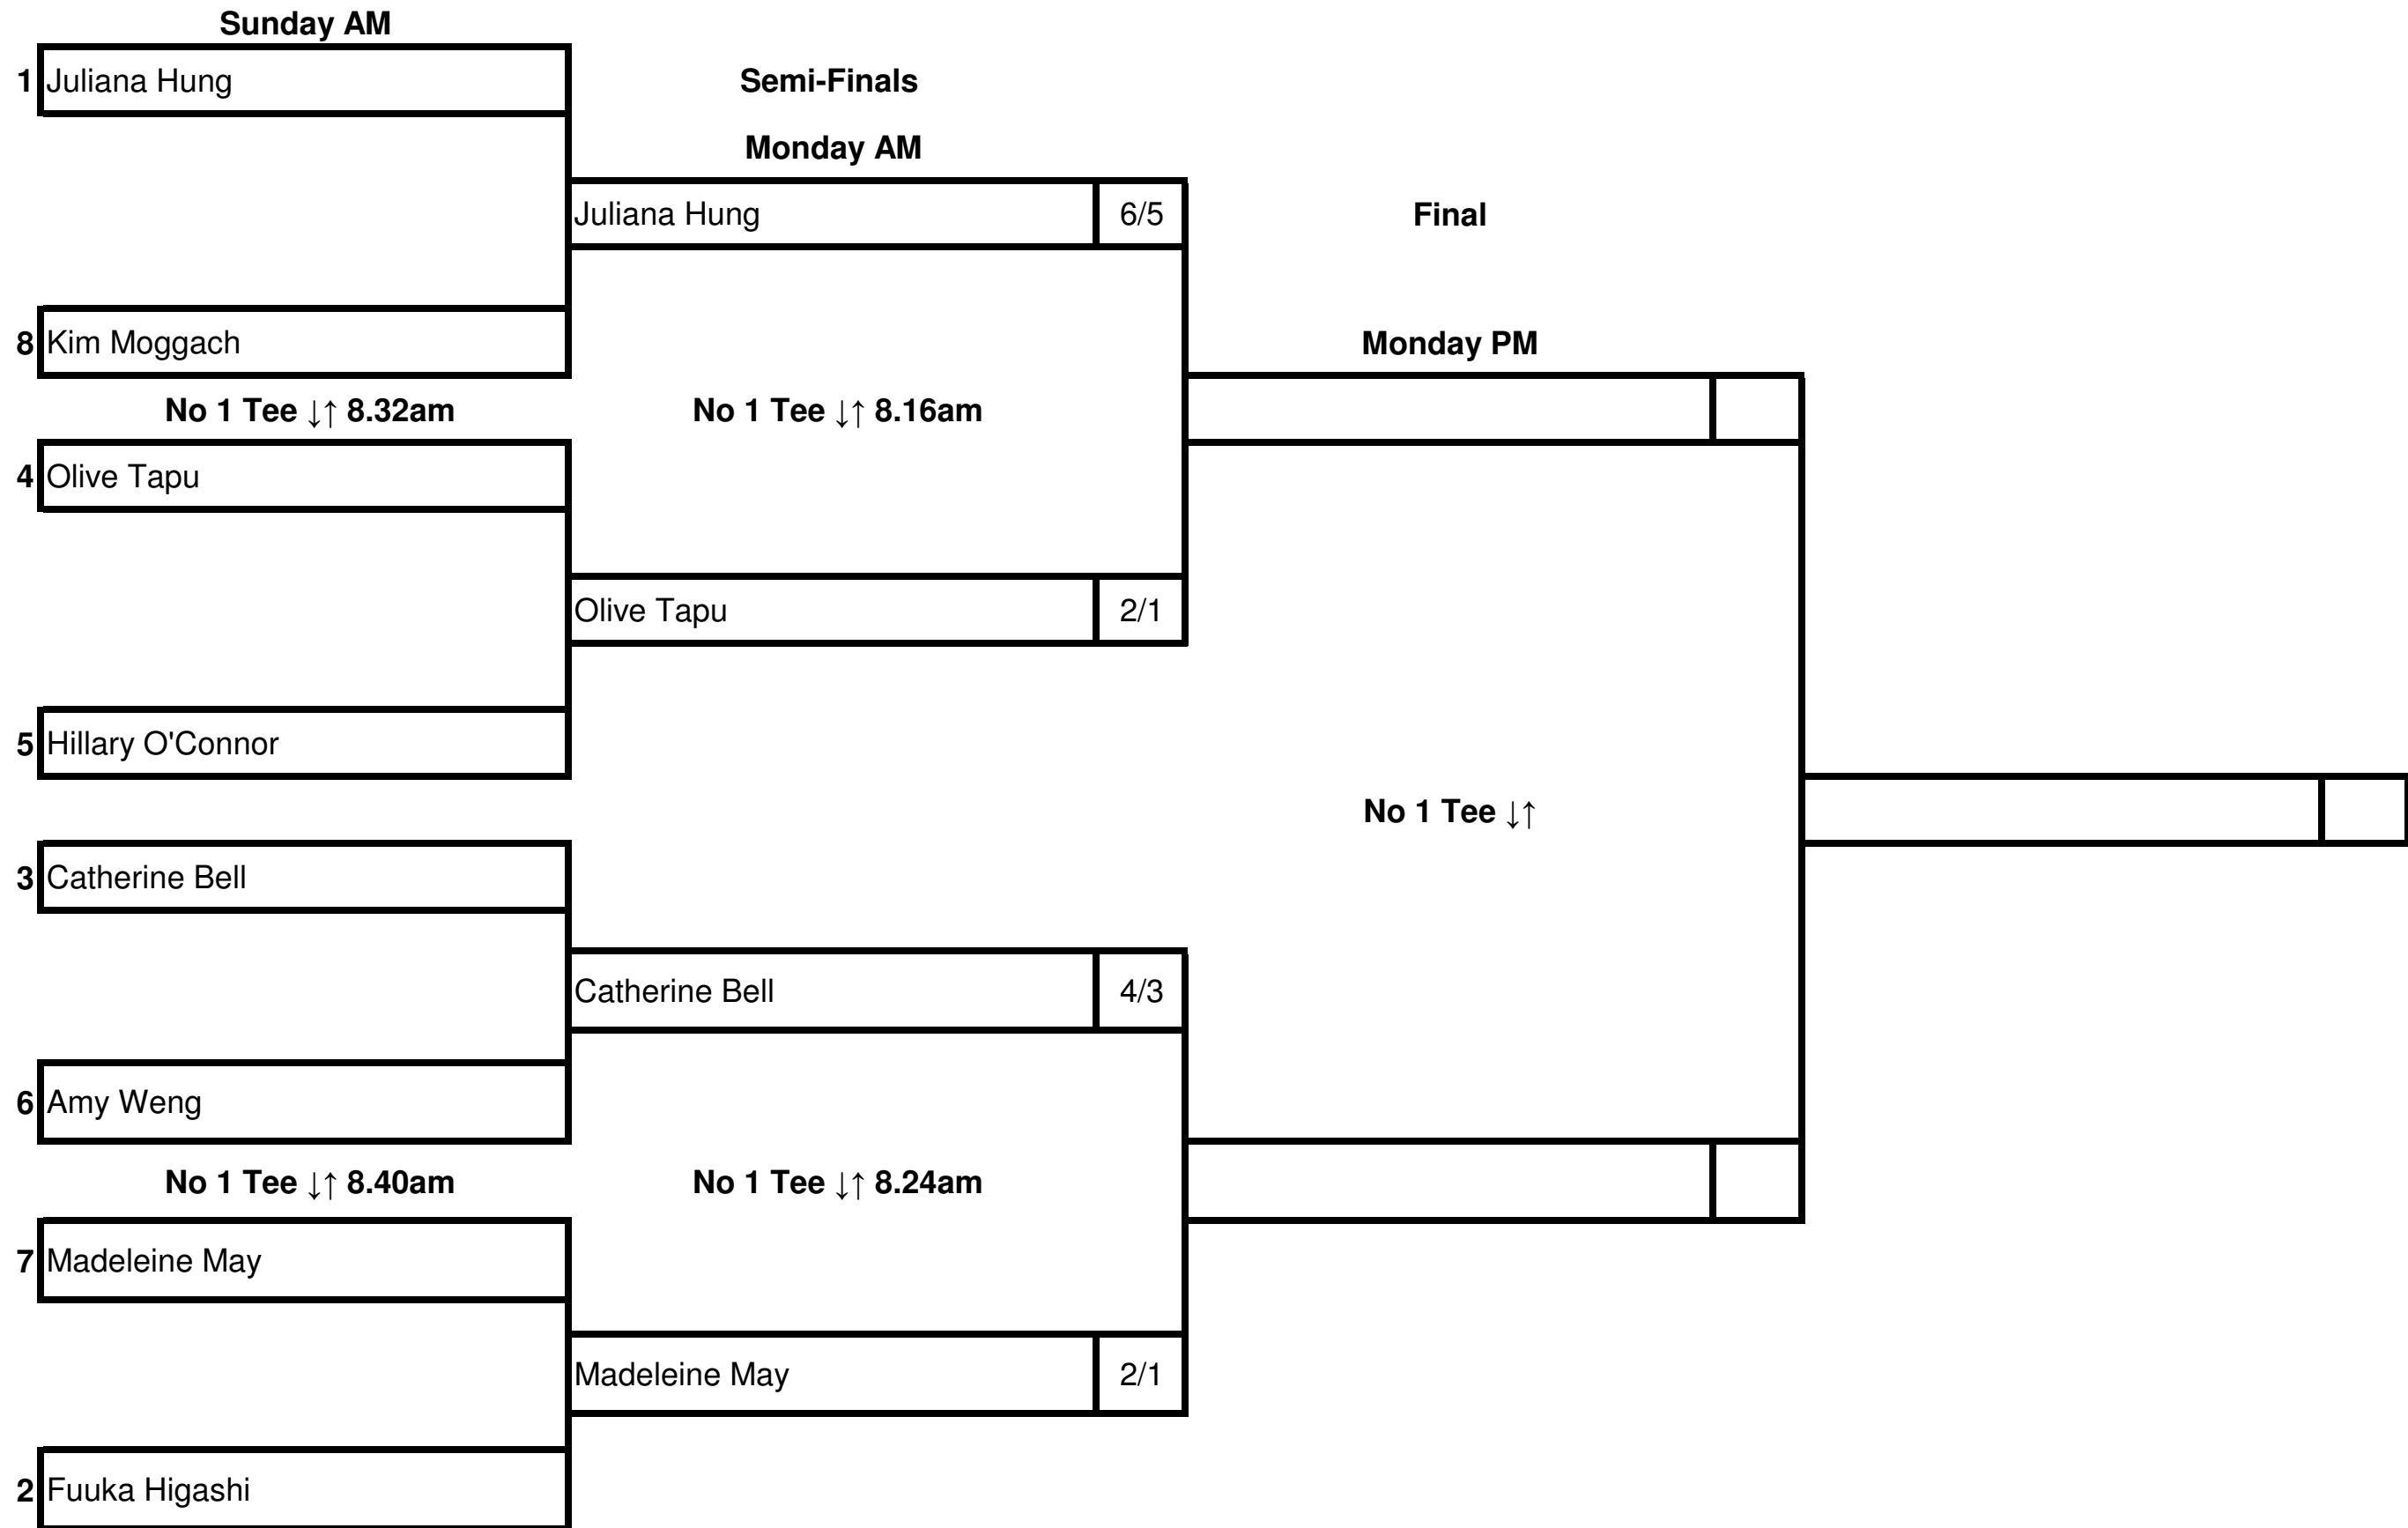 Sunday AM
1 Juliana Hung
Semi-Finals
Monday AM
Juliana Hung 6/5
Final
8 Kim Moggach
Monday PM
No 1 Tee ↓↑ 8.32am
No 1 Tee ↓↑ 8.16am
4 Olive Tapu
Olive Tapu 2/1
5 Hillary O'Connor
No 1 Tee ↓↑
3 Catherine Bell
Catherine Bell 4/3
6 Amy Weng
No 1 Tee ↓↑ 8.40am
No 1 Tee ↓↑ 8.24am
7 Madeleine May
Madeleine May 2/1
2 Fuuka Higashi